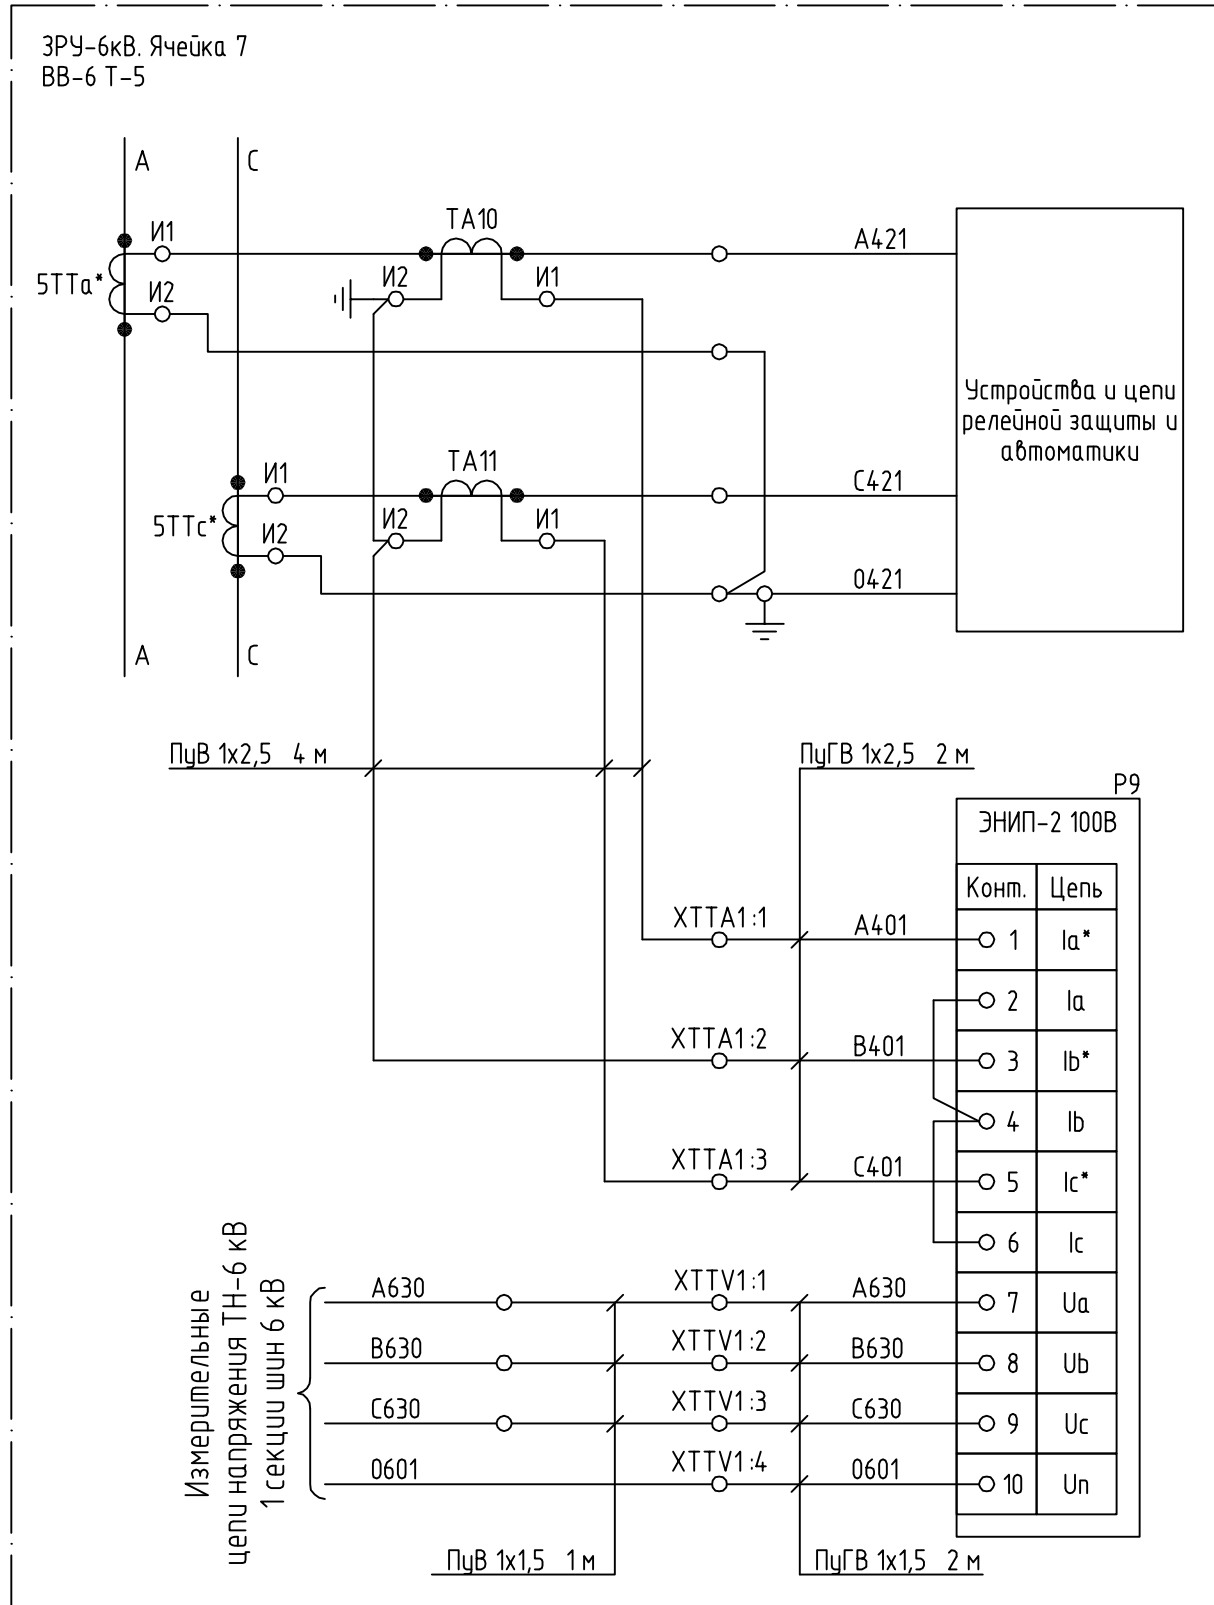 ЗРУ-6кВ. Ячейка 7
ВВ-6 Т-5
А
С
И1
ТА10
А421
5ТТа*
И2
И2
И1
Устройства и цепи
релейной защиты и
автоматики
И1
ТА11
С421
5ТТс*
И2
И2
И1
0421
А
С
ПуВ 1х2,5 4 м
ПуГВ 1х2,5 2 м
Р9
ЭНИП-2 100В
Конт. Цепь
ХТТА1:1 А401 1 Ia*
2 Ia
ХТТА1:2 В401 3 Ib*
4 Ib
ХТТА1:3 С401 5 Ic*
6 Ic
Измерительные
цепи напряжения ТН-6 кВ
1 секции шин 6 кВ
А630 ХТТV1:1 А630 7 Ua
В630 ХТТV1:2 В630 8 Ub
С630 ХТТV1:3 С630 9 Uc
0601 ХТТV1:4 0601 10 Un
ПуВ 1х1,5 1 м
ПуГВ 1х1,5 2 м